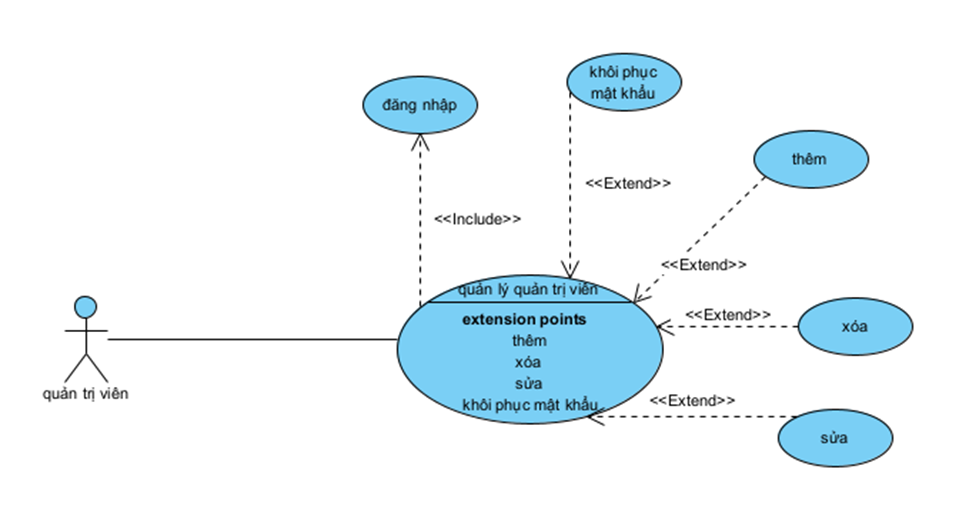 khôi phục
mật khẩu
đăng nhập
thêm
<<Extend>>
<<Include>>
<<Extend>>
quản lý quản trị viên
extension points
thêm
xóa
sửa
khôi phục mật khẩu
<<Extend>>
xóa
quản trị viên
<<Extend>>
sửa